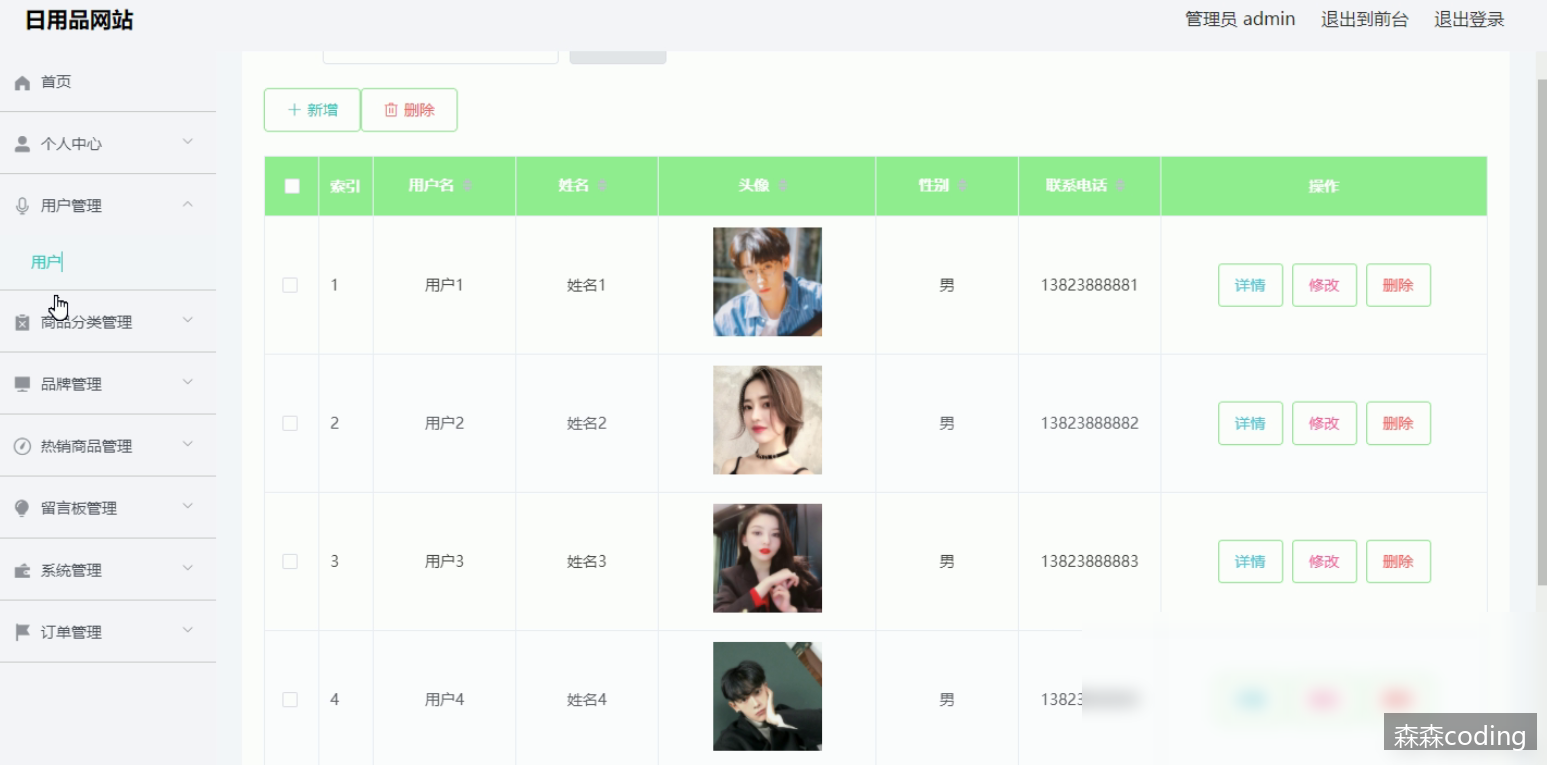 日用品网站
管理员 admin 退出到前台 退出登录
首页
个人中心
用户管理
用户
商品分类管理
品牌管理
热销商品管理
留言板管理
系统管理
订单管理
新增 删除
索引 用户名 姓名 头像 性别 联系电话 操作
1 用户1 姓名1 男 13823888881 详情 修改 删除
2 用户2 姓名2 男 13823888882 详情 修改 删除
3 用户3 姓名3 男 13823888883 详情 修改 删除
4 用户4 姓名4 男 13823
森森coding